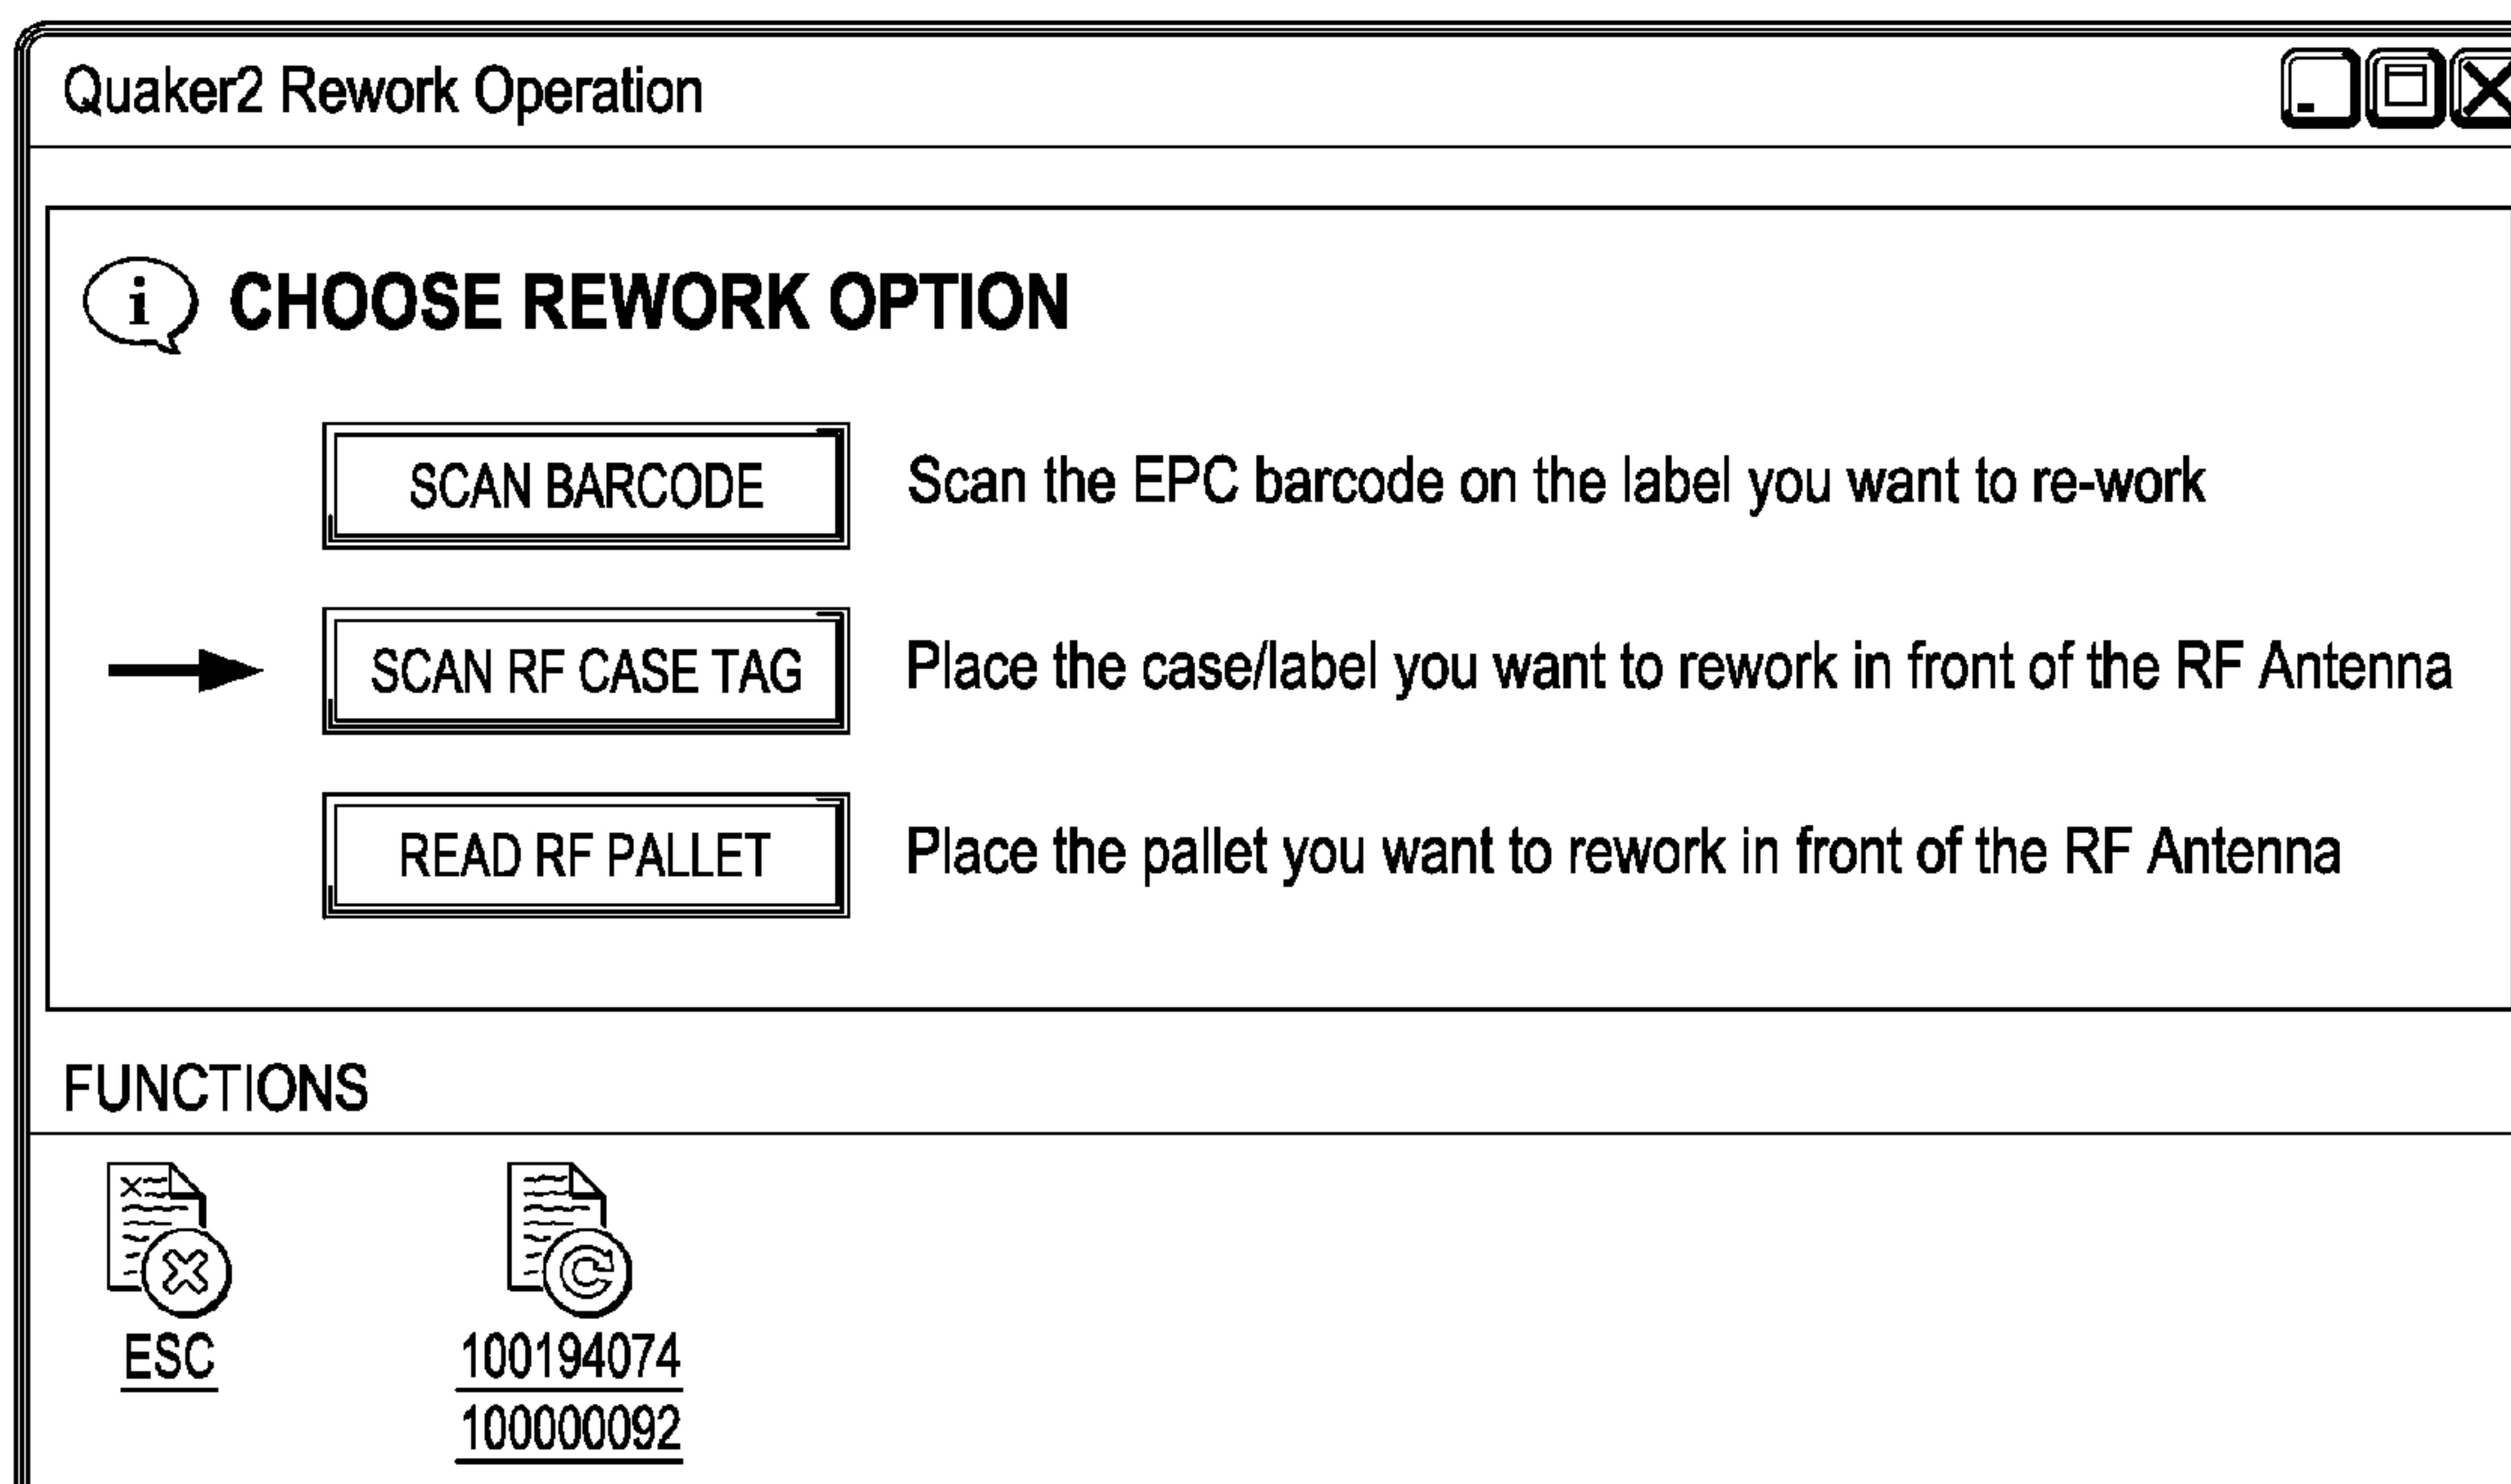 Quaker2 Rework Operation
i CHOOSE REWORK OPTION
SCAN BARCODE Scan the EPC barcode on the label you want to re-work
SCAN RF CASE TAG Place the case/label you want to rework in front of the RF Antenna
READ RF PALLET Place the pallet you want to rework in front of the RF Antenna
FUNCTIONS
ESC 100194074
100000092